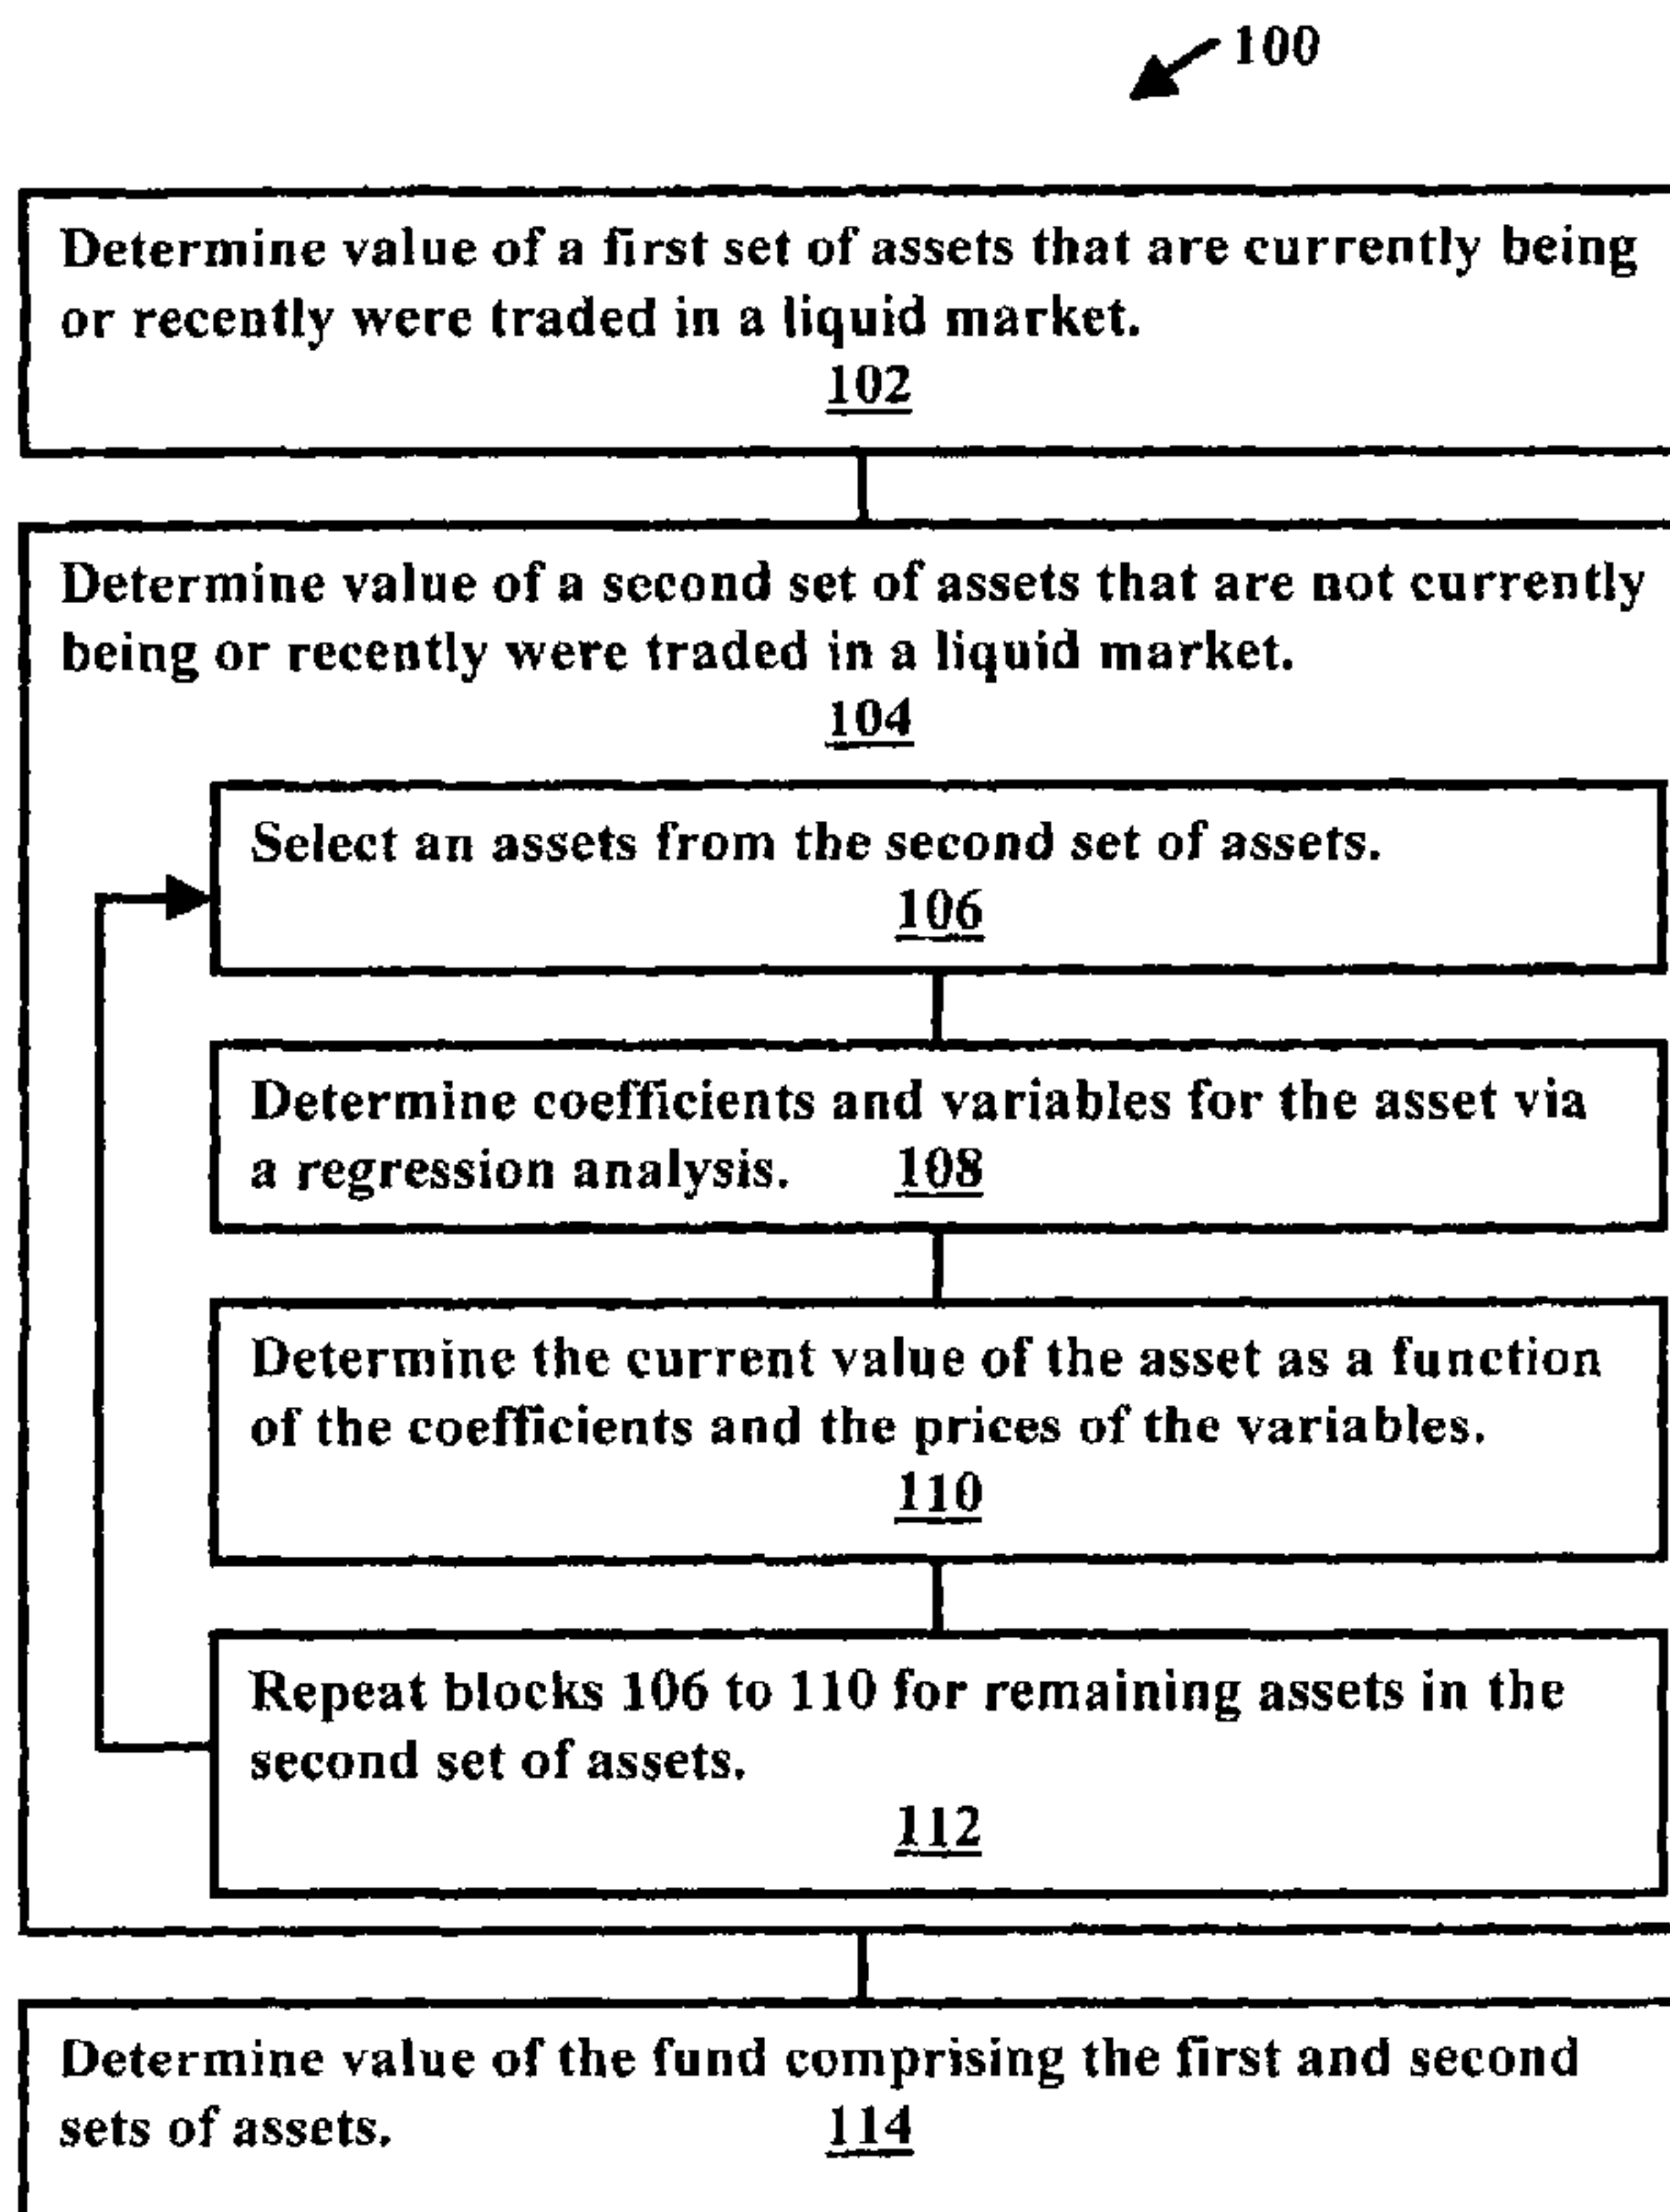 100
Determine value of a first set of assets that are currently being
or recently were traded in a liquid market.
102
Determine value of a second set of assets that are not currently
being or recently were traded in a liquid market.
104
Select an assets from the second set of assets.
106
Determine coefficients and variables for the asset via
a regression analysis. 108
Determine the current value of the asset as a function
of the coefficients and the prices of the variables.
110
Repeat blocks 106 to 110 for remaining assets in the
second set of assets.
112
Determine value of the fund comprising the first and second
sets of assets. 114